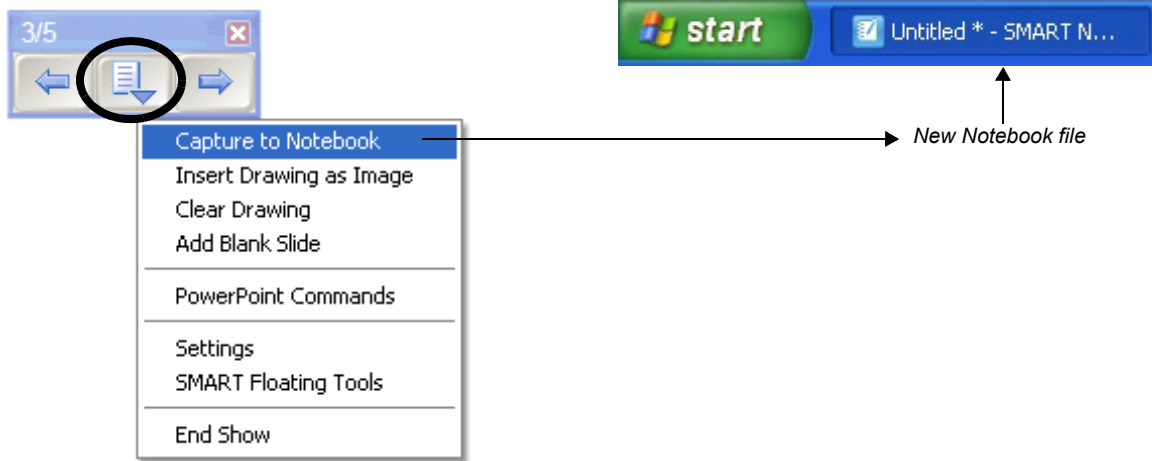 3/5
start
Untitled * - SMART N...
Capture to Notebook
New Notebook file
Insert Drawing as Image
Clear Drawing
Add Blank Slide
PowerPoint Commands
Settings
SMART Floating Tools
End Show